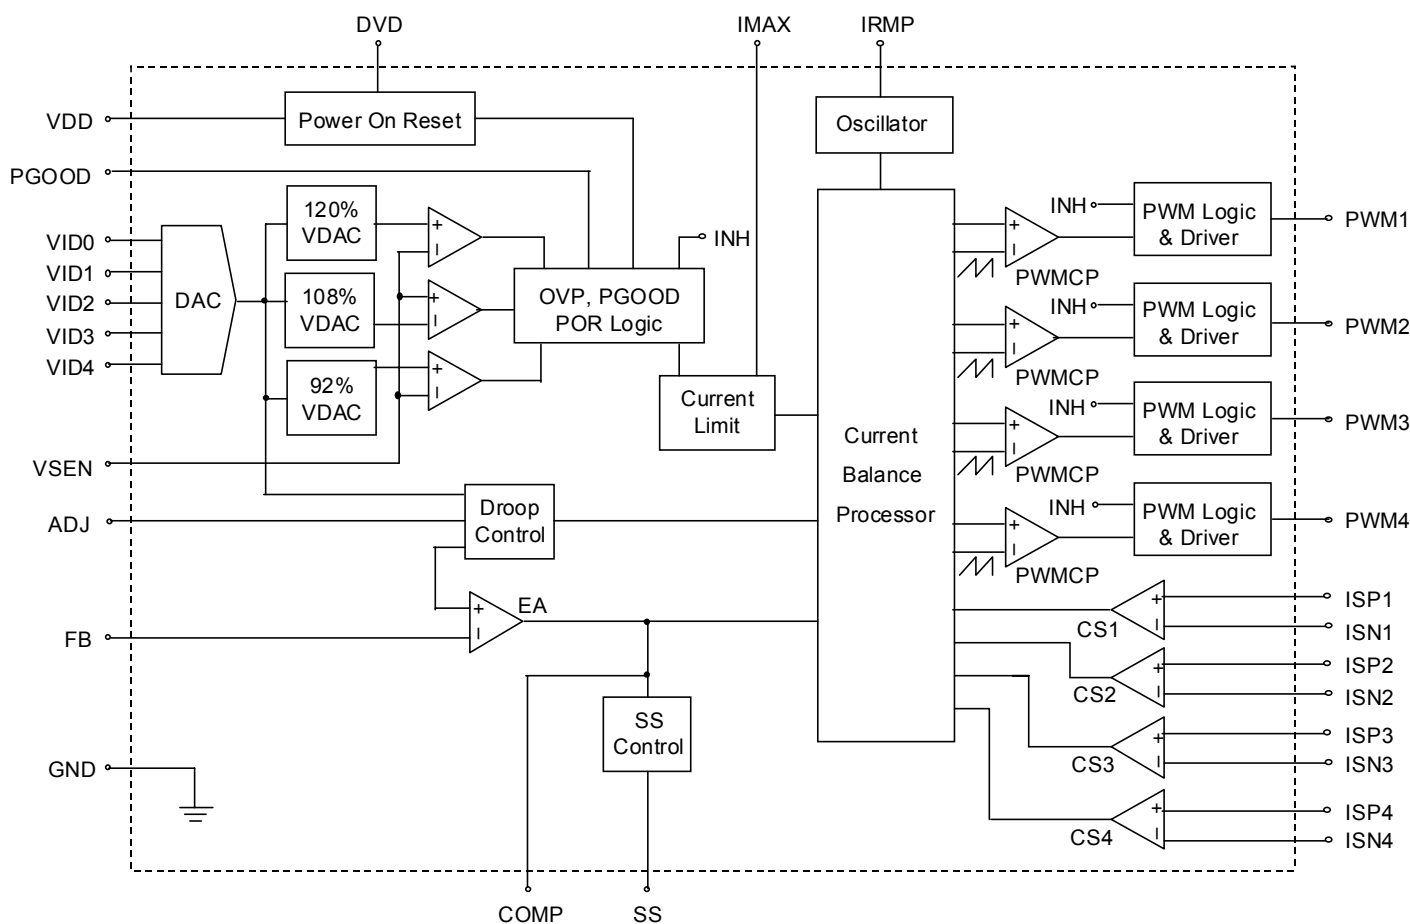 DVD
IMAX
IRMP
VDD
Power On Reset
Oscillator
PGOOD
120%
VDAC
+
−
INH
INH
PWM Logic
& Driver
PWM1
+
−
PWMCP
VID0
VID1
VID2
VID3
VID4
DAC
108%
VDAC
+
−
OVP, PGOOD
POR Logic
INH
PWM Logic
& Driver
PWM2
+
−
PWMCP
92%
VDAC
+
−
Current
Limit
Current
Balance
Processor
INH
PWM Logic
& Driver
PWM3
+
−
PWMCP
VSEN
ADJ
Droop
Control
INH
PWM Logic
& Driver
PWM4
+
−
PWMCP
FB
+
−
EA
CS1
+
−
ISP1
ISN1
CS2
+
−
ISP2
ISN2
SS
Control
CS3
+
−
ISP3
ISN3
GND
CS4
+
−
ISP4
ISN4
COMP
SS